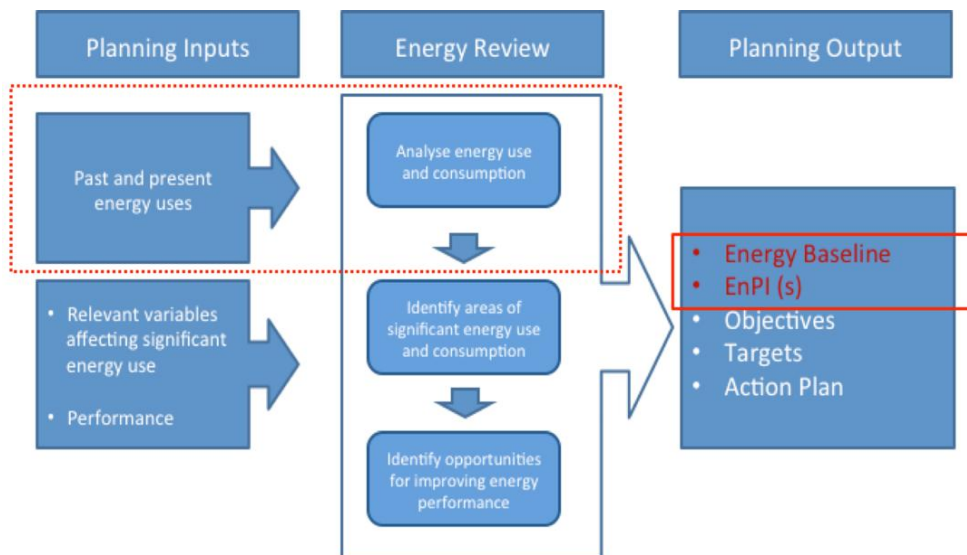 Planning Inputs
Energy Review
Planning Output
Past and present
energy uses
Analyse energy use
and consumption
• Relevant variables
affecting significant
energy use
• Performance
Identify areas of
significant energy use
and consumption
Identify opportunities
for improving energy
performance
• Energy Baseline
• EnPI (s)
• Objectives
• Targets
• Action Plan